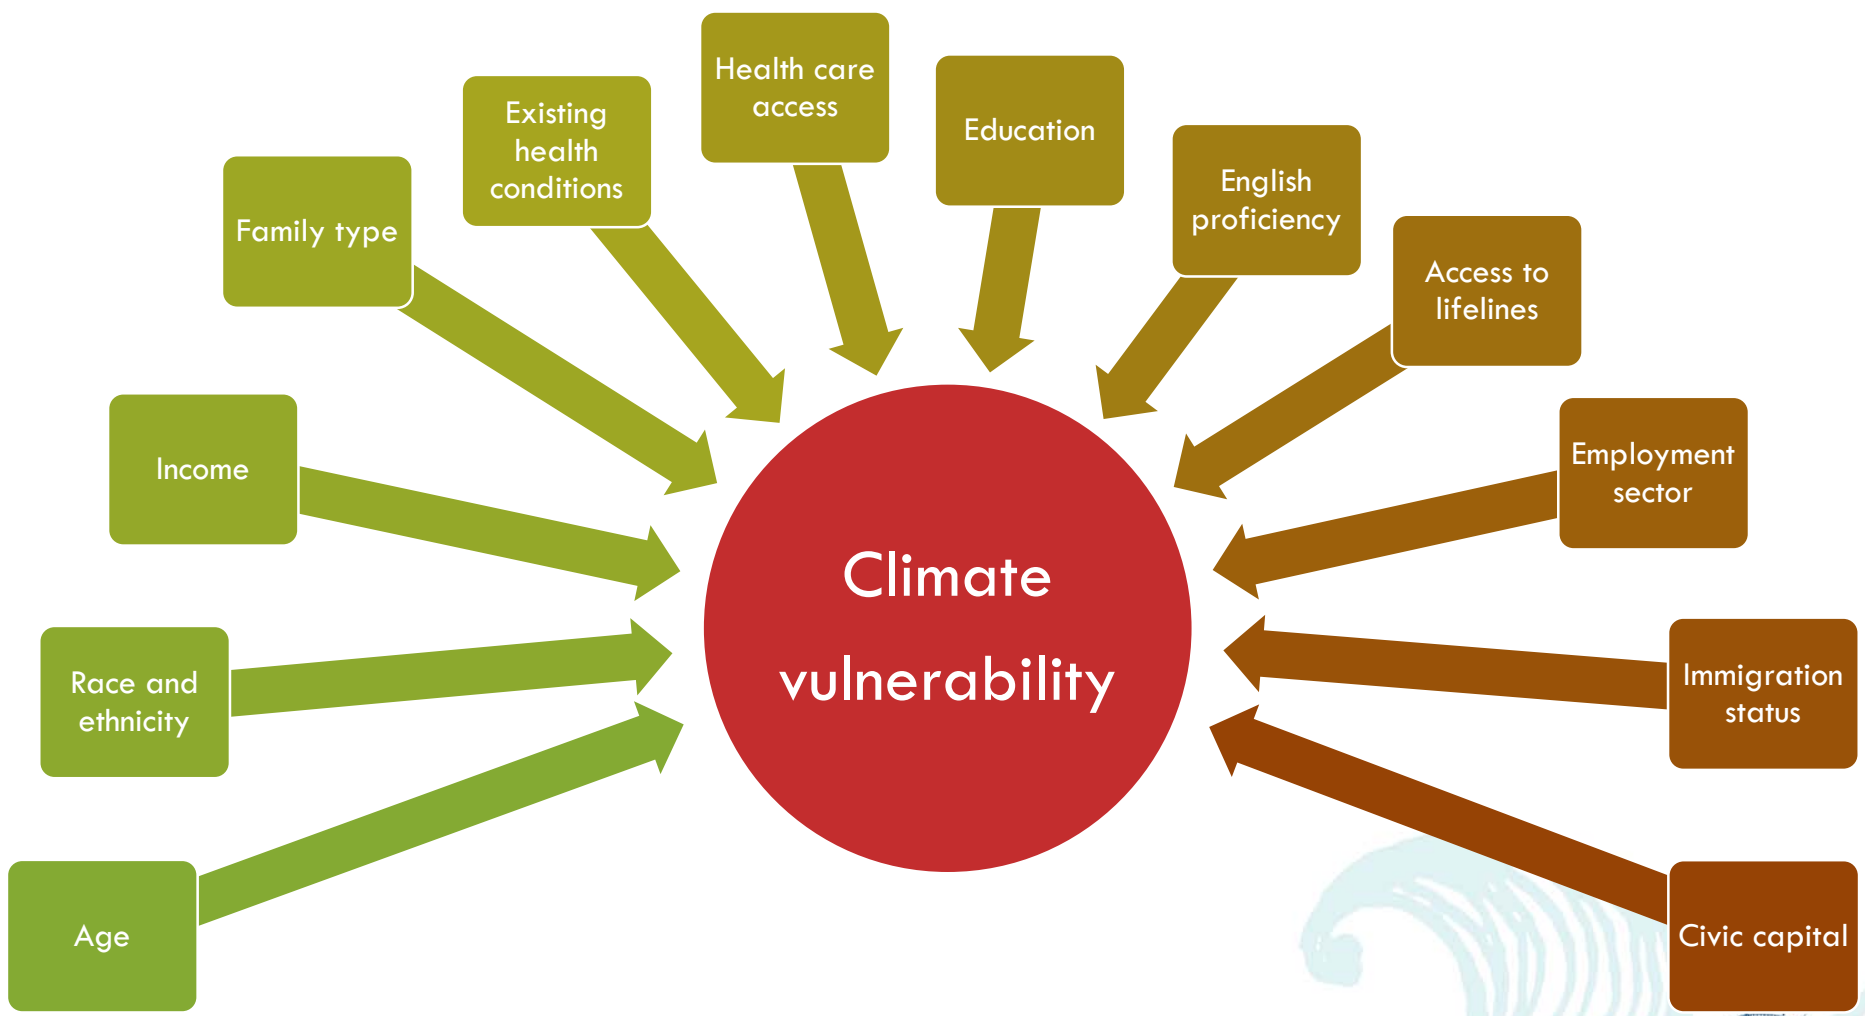 Health care
access
Education
Existing
health
conditions
English
proficiency
Family type
Access to
lifelines
Income
Employment
sector
Climate
vulnerability
Race and
ethnicity
Immigration
status
Age
Civic capital